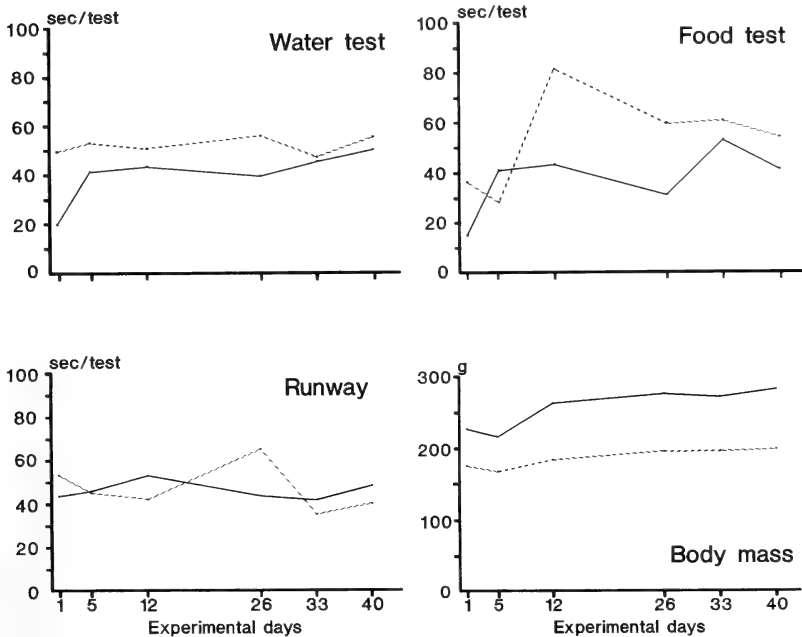 sec/test
100
80
60
40
20
0
Water test
sec/test
100
80
60
40
20
0
Food test
sec/test
100
80
60
40
20
0
Runway
1 5 12 26 33 40
Experimental days
g
300
200
100
0
Body mass
1 5 12 26 33 40
Experimental days